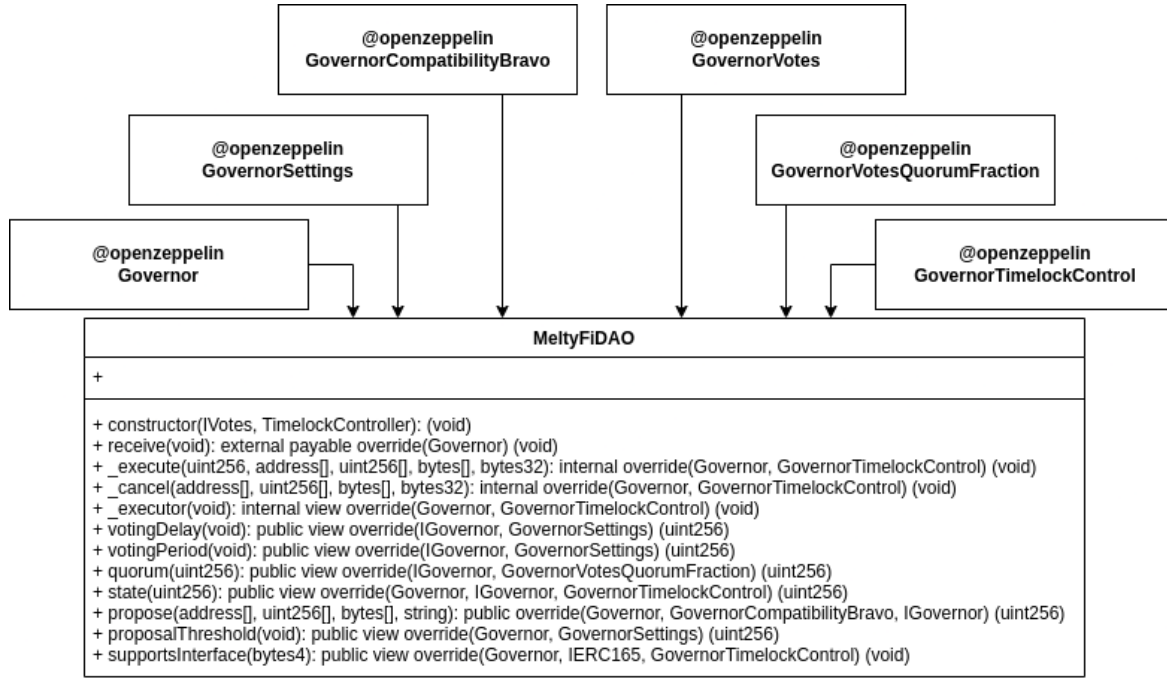 @openzeppelin
GovernorCompatibilityBravo
@openzeppelin
GovernorVotes
@openzeppelin
GovernorSettings
@openzeppelin
GovernorVotesQuorumFraction
@openzeppelin
Governor
@openzeppelin
GovernorTimelockControl
MeltyFiDAO
+
+ constructor(IVotes, TimelockController): (void)
+ receive(void): external payable override(Governor) (void)
+ _execute(uint256, address[], uint256[], bytes[], bytes32): internal override(Governor, GovernorTimelockControl) (void)
+ _cancel(address[], uint256[], bytes[], bytes32): internal override(Governor, GovernorTimelockControl) (void)
+ _executor(void): internal view override(Governor, GovernorTimelockControl) (void)
+ votingDelay(void): public view override(IGovernor, GovernorSettings) (uint256)
+ votingPeriod(void): public view override(IGovernor, GovernorSettings) (uint256)
+ quorum(uint256): public view override(IGovernor, GovernorVotesQuorumFraction) (uint256)
+ state(uint256): public view override(Governor, IGovernor, GovernorTimelockControl) (uint256)
+ propose(address[], uint256[], bytes[], string): public override(Governor, GovernorCompatibilityBravo, IGovernor) (uint256)
+ proposalThreshold(void): public view override(Governor, GovernorSettings) (uint256)
+ supportsInterface(bytes4): public view override(Governor, IERC165, GovernorTimelockControl) (void)